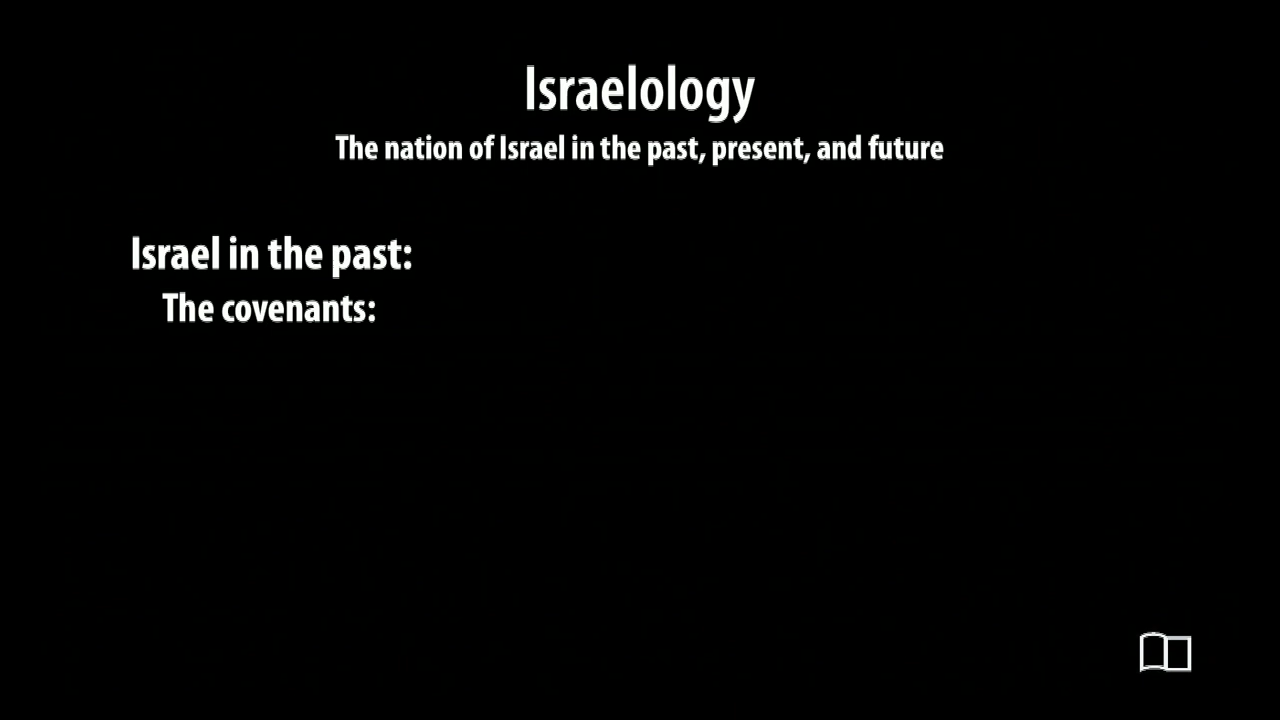 Israelology
The nation of Israel in the past, present, and future
Israel in the past:
The covenants: